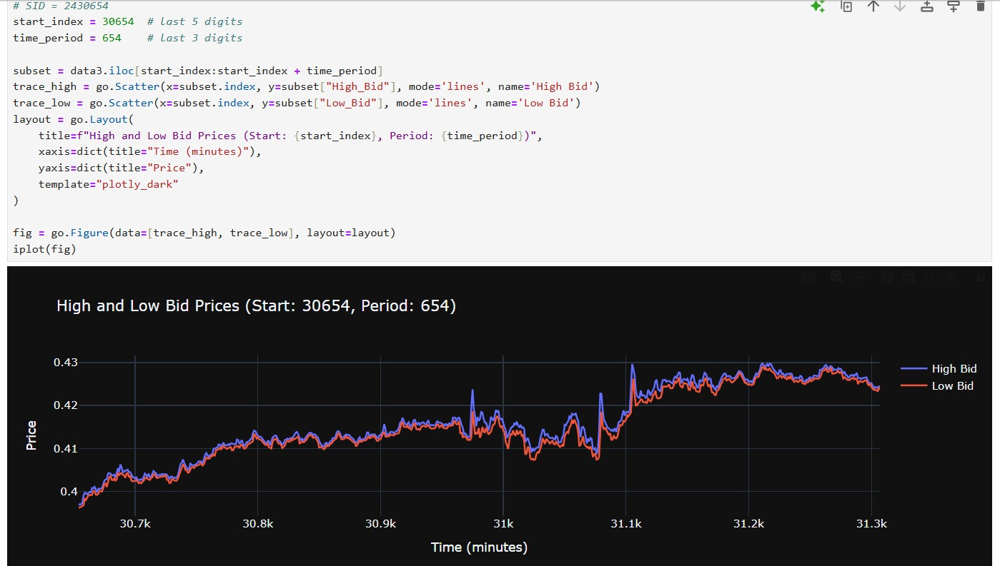 # SID = 2430654
start_index = 30654  # last 5 digits
time_period = 654    # last 3 digits
subset = data3.iloc[start_index:start_index + time_period]
trace_high = go.Scatter(x=subset.index, y=subset["High_Bid"], mode='lines', name='High Bid')
trace_low = go.Scatter(x=subset.index, y=subset["Low_Bid"], mode='lines', name='Low Bid')
layout = go.Layout(
    title=f"High and Low Bid Prices (Start: {start_index}, Period: {time_period})",
    xaxis=dict(title="Time (minutes)"),
    yaxis=dict(title="Price"),
    template="plotly_dark"
)
fig = go.Figure(data=[trace_high, trace_low], layout=layout)
iplot(fig)
High and Low Bid Prices (Start: 30654, Period: 654)
0.43
0.42
0.41
0.4
Price
High Bid
Low Bid
30.7k 30.8k 30.9k 31k 31.1k 31.2k 31.3k
Time (minutes)